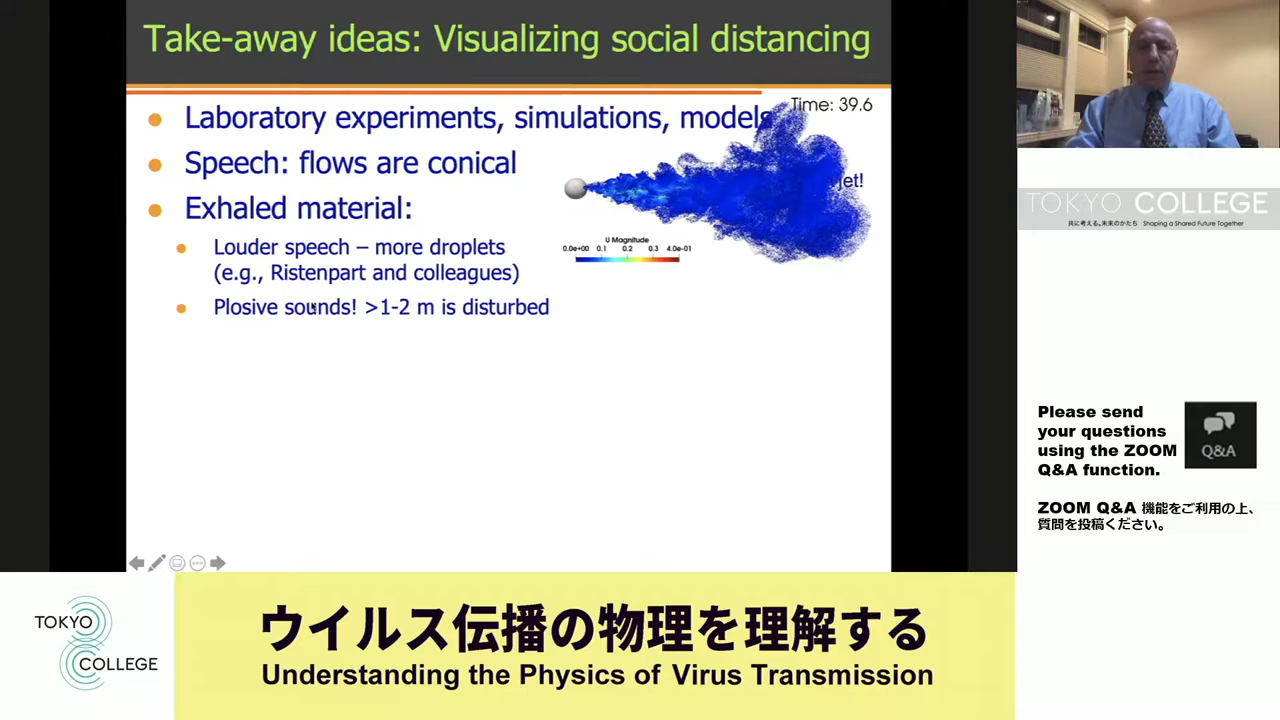 Take-away ideas: Visualizing social distancing
Laboratory experiments, simulations, models
Time: 39.6
Speech: flows are conical
jet!
Exhaled material:
Louder speech – more droplets
(e.g., Ristenpart and colleagues)
Plosive sounds! >1-2 m is disturbed
U Magnitude
0.0e+00 0.1 0.2 0.3 4.0e-01
TOKYO COLLEGE
共に考える、未来のかたち Shaping a Shared Future Together
Please send
your questions
using the ZOOM
Q&A function.
Q&A
ZOOM Q&A 機能をご利用の上、
質問を投稿ください。
TOKYO
COLLEGE
ウイルス伝播の物理を理解する
Understanding the Physics of Virus Transmission